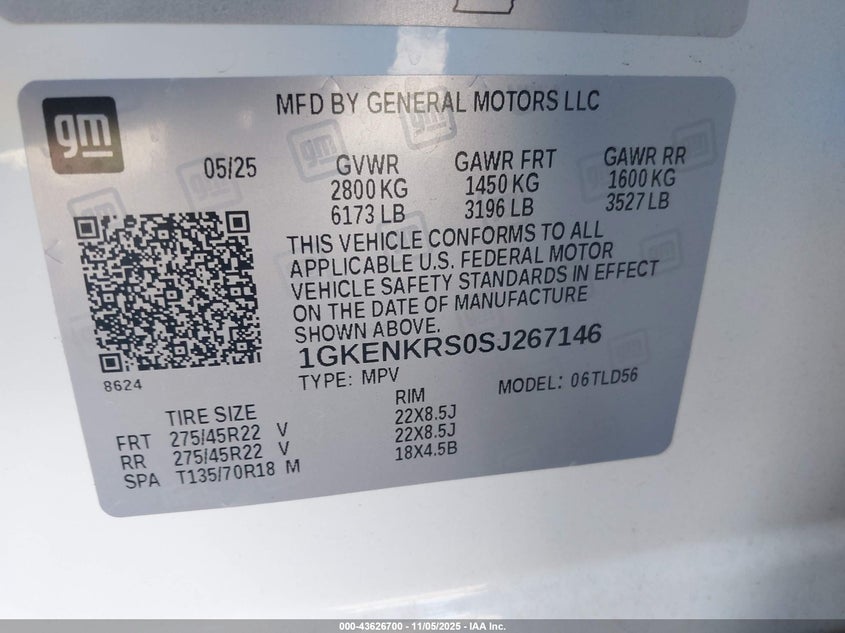 gm
MFD BY GENERAL MOTORS LLC
05/25 GVWR GAWR FRT GAWR RR
2800 KG 1450 KG 1600 KG
6173 LB 3196 LB 3527 LB
THIS VEHICLE CONFORMS TO ALL
APPLICABLE U.S. FEDERAL MOTOR
VEHICLE SAFETY STANDARDS IN EFFECT
ON THE DATE OF MANUFACTURE
SHOWN ABOVE.
1GKENKRS0SJ267146
8624
TYPE: MPV MODEL: 06TLD56
TIRE SIZE RIM
FRT 275/45R22 V 22X8.5J
RR 275/45R22 V 22X8.5J
SPA T135/70R18 M 18X4.5B
000-43626700 - 11/05/2025 - IAA Inc.